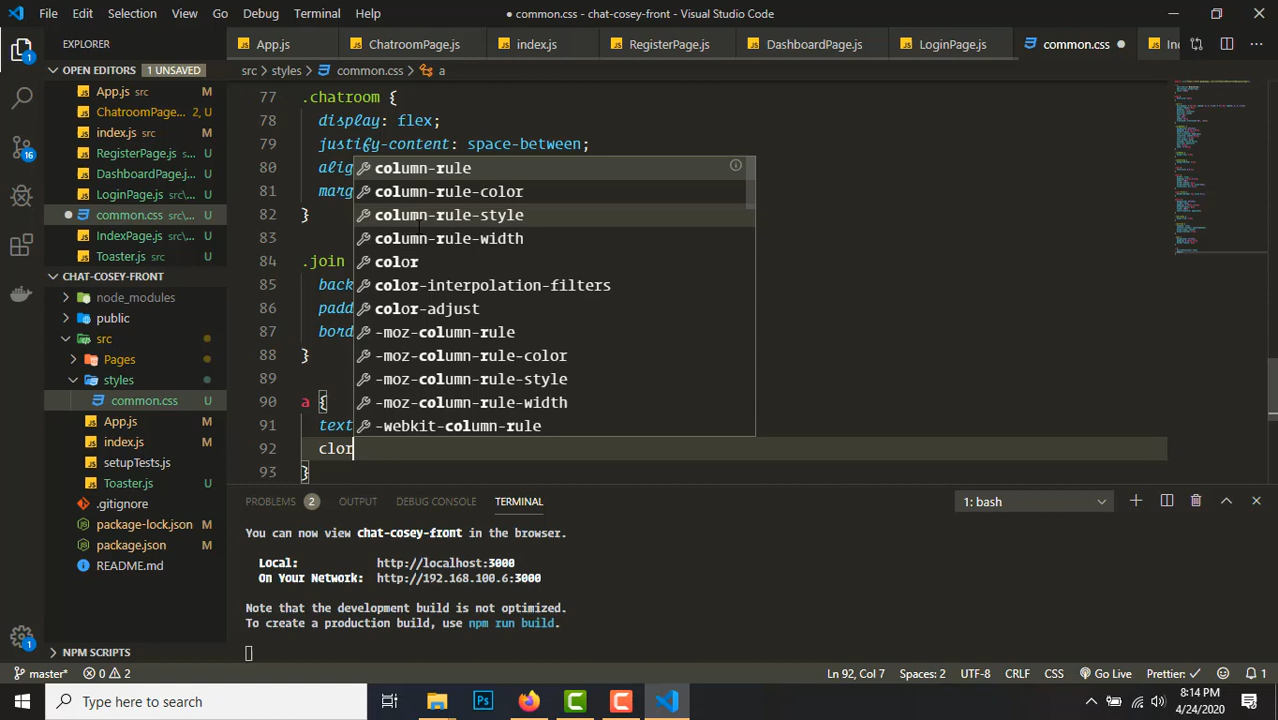 File Edit Selection View Go Debug Terminal Help
● common.css - chat-cosey-front - Visual Studio Code
EXPLORER
OPEN EDITORS 1 UNSAVED
App.js src M
ChatroomPage... 2, U
index.js src M
RegisterPage.js src\... U
DashboardPage.js src\... U
LoginPage.js src\... U
common.css src\... U
IndexPage.js src\... U
Toaster.js src U
CHAT-COSEY-FRONT
node_modules
public
src
Pages
styles
common.css U
App.js M
index.js M
setupTests.js
Toaster.js U
.gitignore
package-lock.json M
package.json M
README.md
NPM SCRIPTS
1
16
1
App.js ChatroomPage.js index.js RegisterPage.js DashboardPage.js LoginPage.js common.css Ind
src > styles > common.css > a
77 .chatroom {
78 display: flex;
79 justify-content: space-between;
80 alig
81 marg
82 }
83
84 .join
85 back
86 padd
87 bord
88 }
89
90 a {
91 text
92 clor
93 }
column-rule
column-rule-color
column-rule-style
column-rule-width
color
color-interpolation-filters
color-adjust
-moz-column-rule
-moz-column-rule-color
-moz-column-rule-style
-moz-column-rule-width
-webkit-column-rule
PROBLEMS 2 OUTPUT DEBUG CONSOLE TERMINAL 1: bash
You can now view chat-cosey-front in the browser.
Local: http://localhost:3000
On Your Network: http://192.168.100.6:3000
Note that the development build is not optimized.
To create a production build, use npm run build.
master* 0 2 Ln 92, Col 7 Spaces: 2 UTF-8 CRLF CSS Go Live Prettier: ✓ 1
Type here to search
8:14 PM
4/24/2020